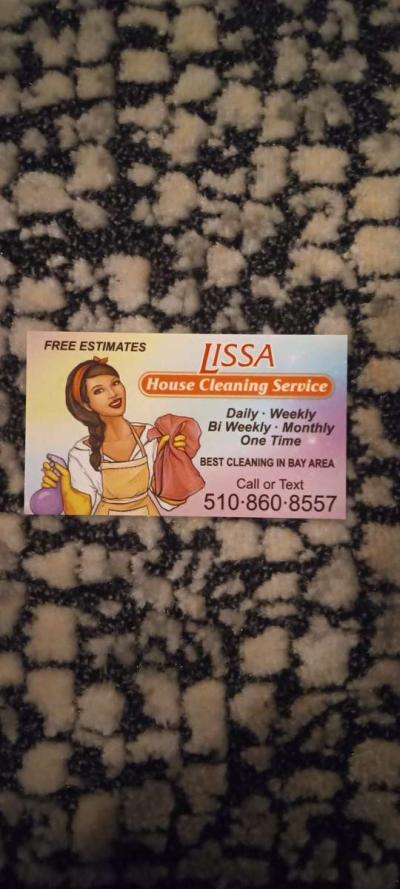 FREE ESTIMATES
LISSA
House Cleaning Service
Daily · Weekly
Bi Weekly · Monthly
One Time
BEST CLEANING IN BAY AREA
Call or Text
510·860·8557